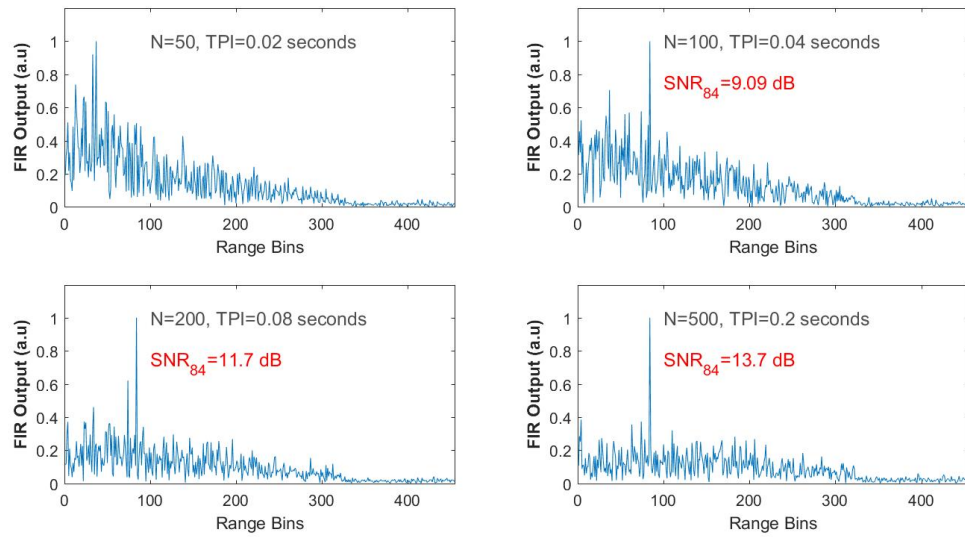 N=50, TPI=0.02 seconds
FIR Output (a.u)
1
0.8
0.6
0.4
0.2
0
0 100 200 300 400
Range Bins
N=100, TPI=0.04 seconds
SNR84=9.09 dB
FIR Output (a.u)
1
0.8
0.6
0.4
0.2
0
0 100 200 300 400
Range Bins
N=200, TPI=0.08 seconds
SNR84=11.7 dB
FIR Output (a.u)
1
0.8
0.6
0.4
0.2
0
0 100 200 300 400
Range Bins
N=500, TPI=0.2 seconds
SNR84=13.7 dB
FIR Output (a.u)
1
0.8
0.6
0.4
0.2
0
0 100 200 300 400
Range Bins